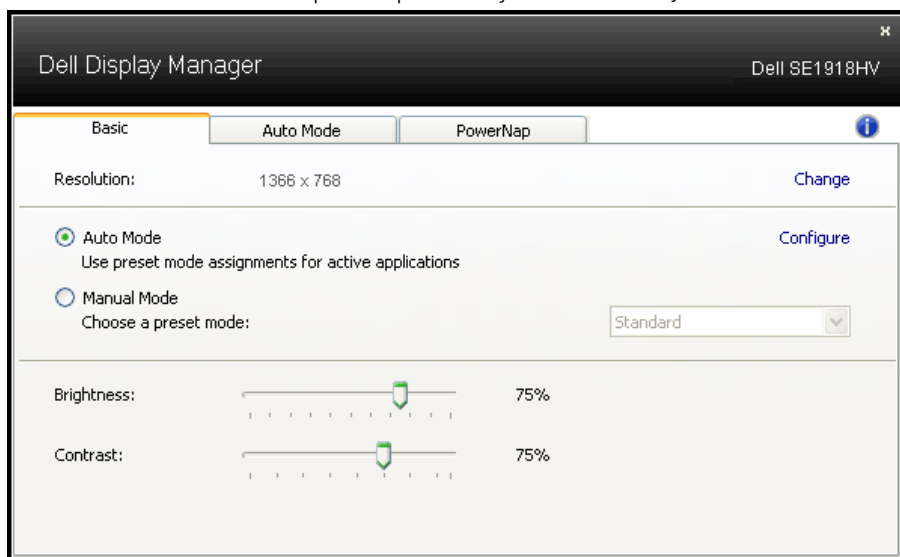 x
Dell Display Manager
Dell SE1918HV
Basic
Auto Mode
PowerNap
i
Resolution:
1366 x 768
Change
Auto Mode
Configure
Use preset mode assignments for active applications
Manual Mode
Choose a preset mode:
Standard
Brightness:
75%
Contrast:
75%